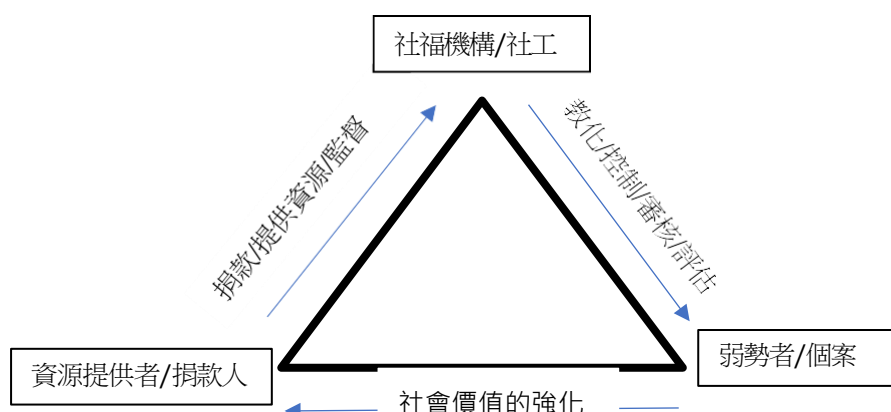 社福機構/社工
捐款/提供資源/監督
教化/控制/審核/評估
資源提供者/捐款人
弱勢者/個案
社會價值的強化